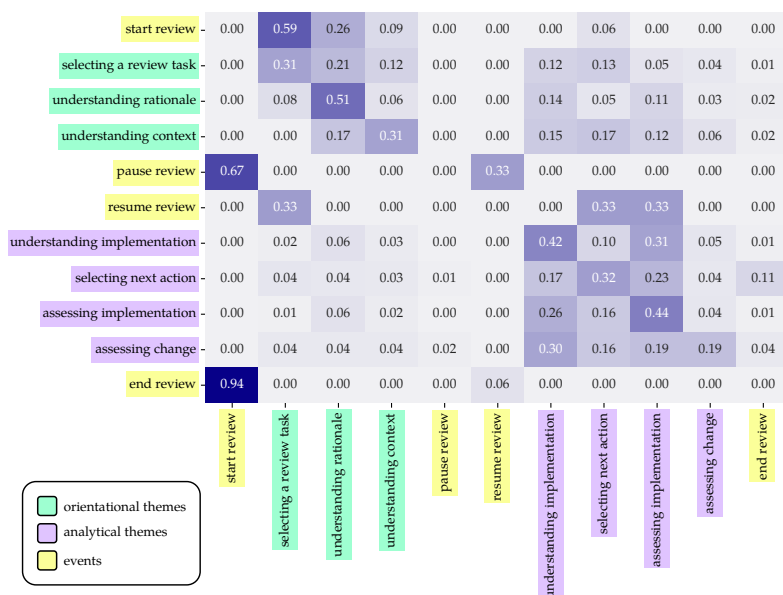 start review 0.00 0.59 0.26 0.09 0.00 0.00 0.00 0.06 0.00 0.00 0.00
selecting a review task 0.00 0.31 0.21 0.12 0.00 0.00 0.12 0.13 0.05 0.04 0.01
understanding rationale 0.00 0.08 0.51 0.06 0.00 0.00 0.14 0.05 0.11 0.03 0.02
understanding context 0.00 0.00 0.17 0.31 0.00 0.00 0.15 0.17 0.12 0.06 0.02
pause review 0.67 0.00 0.00 0.00 0.00 0.33 0.00 0.00 0.00 0.00 0.00
resume review 0.00 0.33 0.00 0.00 0.00 0.00 0.00 0.33 0.33 0.00 0.00
understanding implementation 0.00 0.02 0.06 0.03 0.00 0.00 0.42 0.10 0.31 0.05 0.01
selecting next action 0.00 0.04 0.04 0.03 0.01 0.00 0.17 0.32 0.23 0.04 0.11
assessing implementation 0.00 0.01 0.06 0.02 0.00 0.00 0.26 0.16 0.44 0.04 0.01
assessing change 0.00 0.04 0.04 0.04 0.02 0.00 0.30 0.16 0.19 0.19 0.04
end review 0.94 0.00 0.00 0.00 0.00 0.06 0.00 0.00 0.00 0.00 0.00
start review
selecting a review task
understanding rationale
understanding context
pause review
resume review
understanding implementation
selecting next action
assessing implementation
assessing change
end review
orientational themes
analytical themes
events